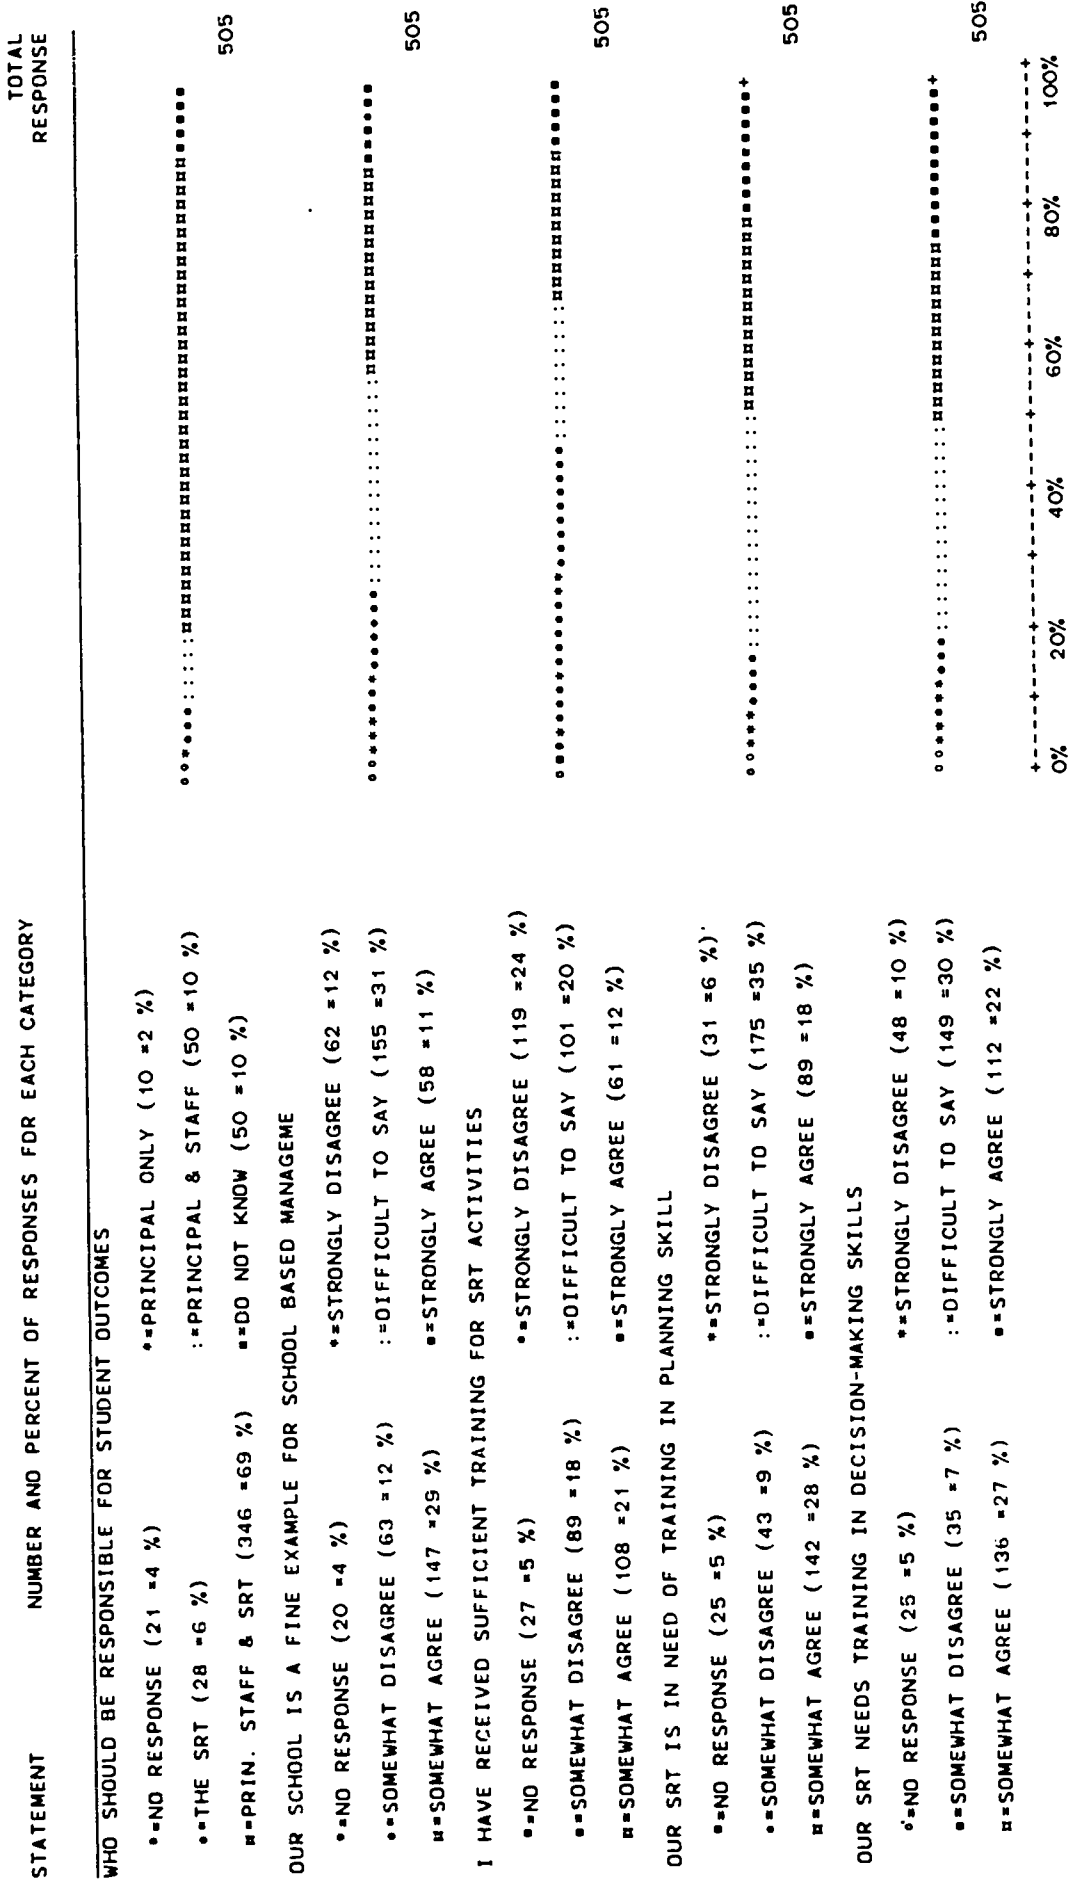 STATEMENT NUMBER AND PERCENT OF RESPONSES FOR EACH CATEGORY TOTAL
RESPONSE
WHO SHOULD BE RESPONSIBLE FOR STUDENT OUTCOMES
°=NO RESPONSE (21 =4 %) *=PRINCIPAL ONLY (10 =2 %)
•=THE SRT (28 =6 %) :=PRINCIPAL & STAFF (50 =10 %) 505
¤=PRIN. STAFF & SRT (346 =69 %) ■=DO NOT KNOW (50 =10 %)
OUR SCHOOL IS A FINE EXAMPLE FOR SCHOOL BASED MANAGEME
°=NO RESPONSE (20 =4 %) *=STRONGLY DISAGREE (62 =12 %)
•=SOMEWHAT DISAGREE (63 =12 %) :=DIFFICULT TO SAY (155 =31 %) 505
¤=SOMEWHAT AGREE (147 =29 %) ■=STRONGLY AGREE (58 =11 %)
I HAVE RECEIVED SUFFICIENT TRAINING FOR SRT ACTIVITIES
°=NO RESPONSE (27 =5 %) *=STRONGLY DISAGREE (119 =24 %)
•=SOMEWHAT DISAGREE (89 =18 %) :=DIFFICULT TO SAY (101 =20 %) 505
¤=SOMEWHAT AGREE (108 =21 %) ■=STRONGLY AGREE (61 =12 %)
OUR SRT IS IN NEED OF TRAINING IN PLANNING SKILL
°=NO RESPONSE (25 =5 %) *=STRONGLY DISAGREE (31 =6 %)
•=SOMEWHAT DISAGREE (43 =9 %) :=DIFFICULT TO SAY (175 =35 %) 505
¤=SOMEWHAT AGREE (142 =28 %) ■=STRONGLY AGREE (89 =18 %)
OUR SRT NEEDS TRAINING IN DECISION-MAKING SKILLS
°=NO RESPONSE (25 =5 %) *=STRONGLY DISAGREE (48 =10 %)
•=SOMEWHAT DISAGREE (35 =7 %) :=DIFFICULT TO SAY (149 =30 %) 505
¤=SOMEWHAT AGREE (136 =27 %) ■=STRONGLY AGREE (112 =22 %)
0% 20% 40% 60% 80% 100%